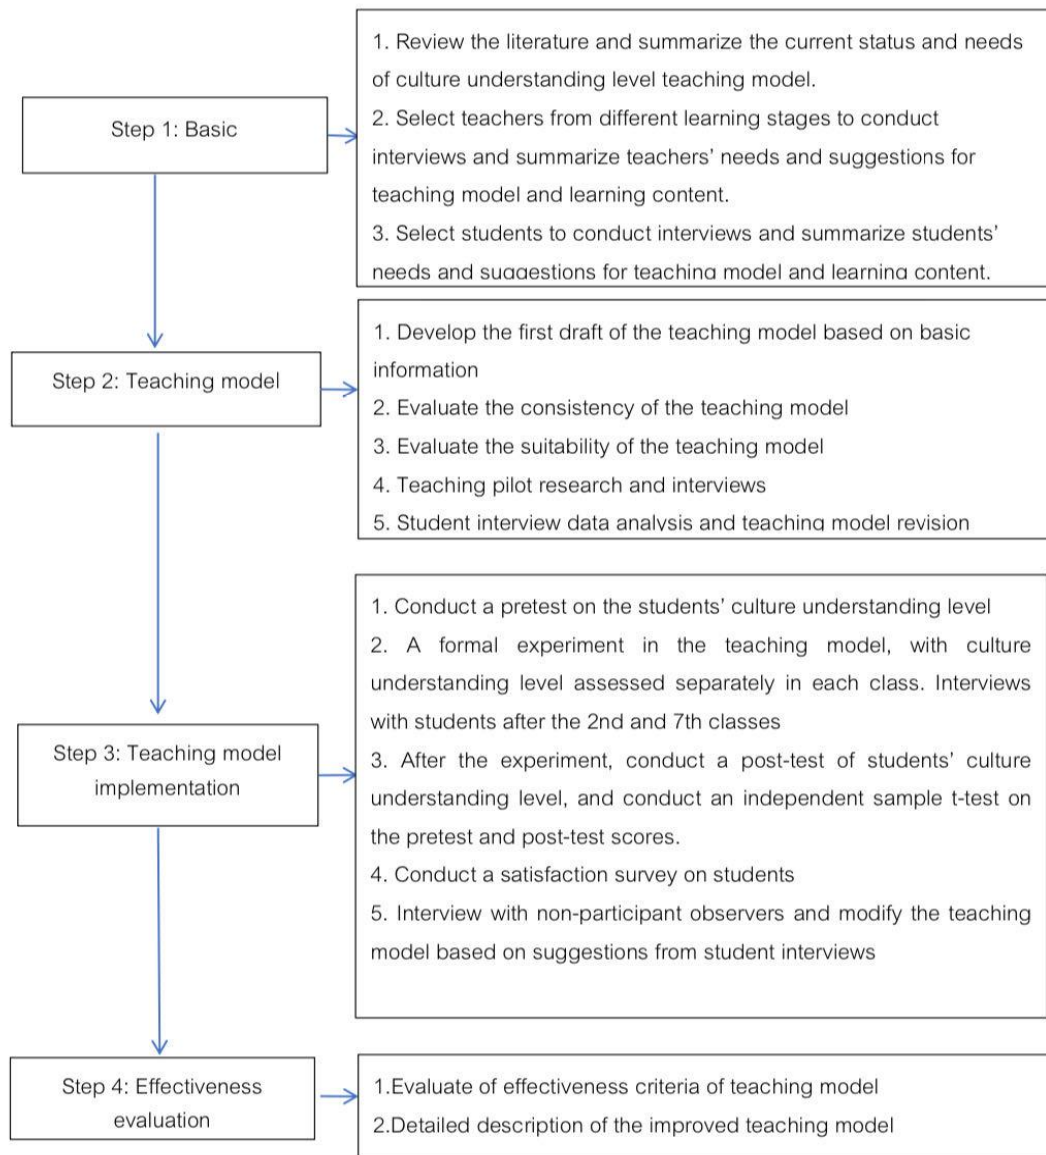 Step 1: Basic
1. Review the literature and summarize the current status and needs
of culture understanding level teaching model.
2. Select teachers from different learning stages to conduct
interviews and summarize teachers’ needs and suggestions for
teaching model and learning content.
3. Select students to conduct interviews and summarize students’
needs and suggestions for teaching model and learning content.
Step 2: Teaching model
1. Develop the first draft of the teaching model based on basic
information
2. Evaluate the consistency of the teaching model
3. Evaluate the suitability of the teaching model
4. Teaching pilot research and interviews
5. Student interview data analysis and teaching model revision
Step 3: Teaching model
implementation
1. Conduct a pretest on the students’ culture understanding level
2. A formal experiment in the teaching model, with culture
understanding level assessed separately in each class. Interviews
with students after the 2nd and 7th classes
3. After the experiment, conduct a post-test of students’ culture
understanding level, and conduct an independent sample t-test on
the pretest and post-test scores.
4. Conduct a satisfaction survey on students
5. Interview with non-participant observers and modify the teaching
model based on suggestions from student interviews
Step 4: Effectiveness
evaluation
1.Evaluate of effectiveness criteria of teaching model
2.Detailed description of the improved teaching model